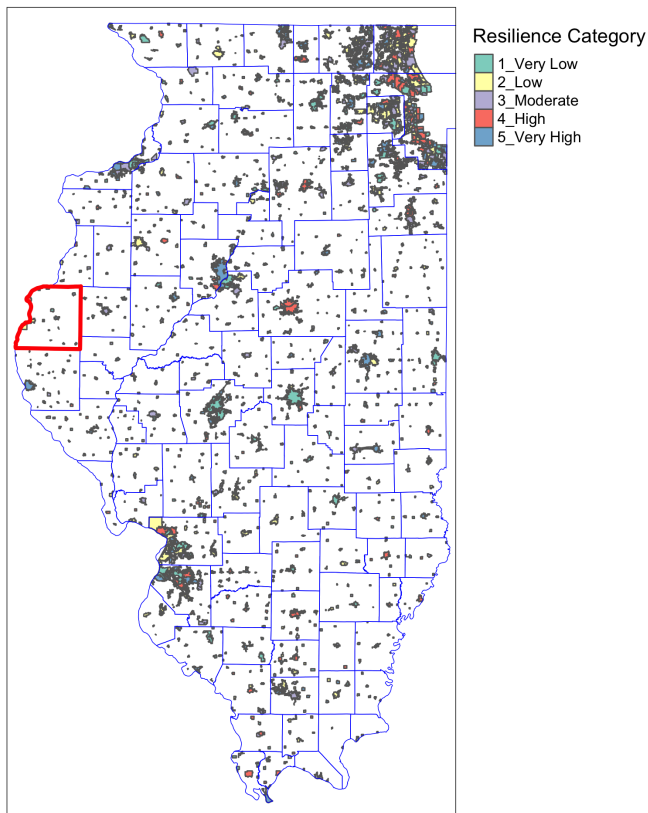 Resilience Category
1_Very Low
2_Low
3_Moderate
4_High
5_Very High